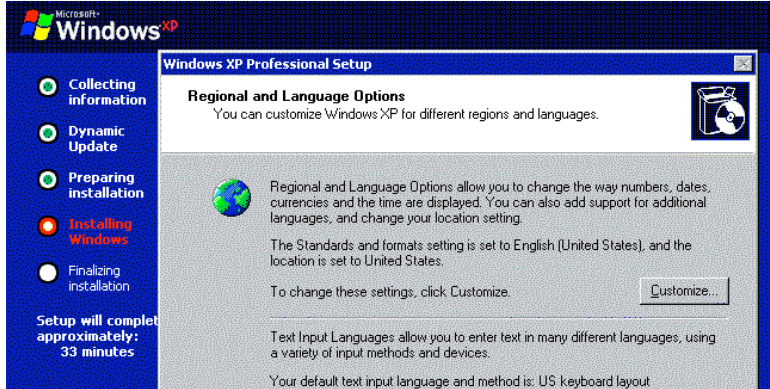 Microsoft®
Windows xp
Collecting
information
Dynamic
Update
Preparing
installation
Installing
Windows
Finalizing
installation
Setup will complet
approximately:
33 minutes
Windows XP Professional Setup
Regional and Language Options
You can customize Windows XP for different regions and languages.
Regional and Language Options allow you to change the way numbers, dates,
currencies and the time are displayed. You can also add support for additional
languages, and change your location setting.
The Standards and formats setting is set to English (United States), and the
location is set to United States.
To change these settings, click Customize.
Customize...
Text Input Languages allow you to enter text in many different languages, using
a variety of input methods and devices.
Your default text input language and method is: US keyboard layout